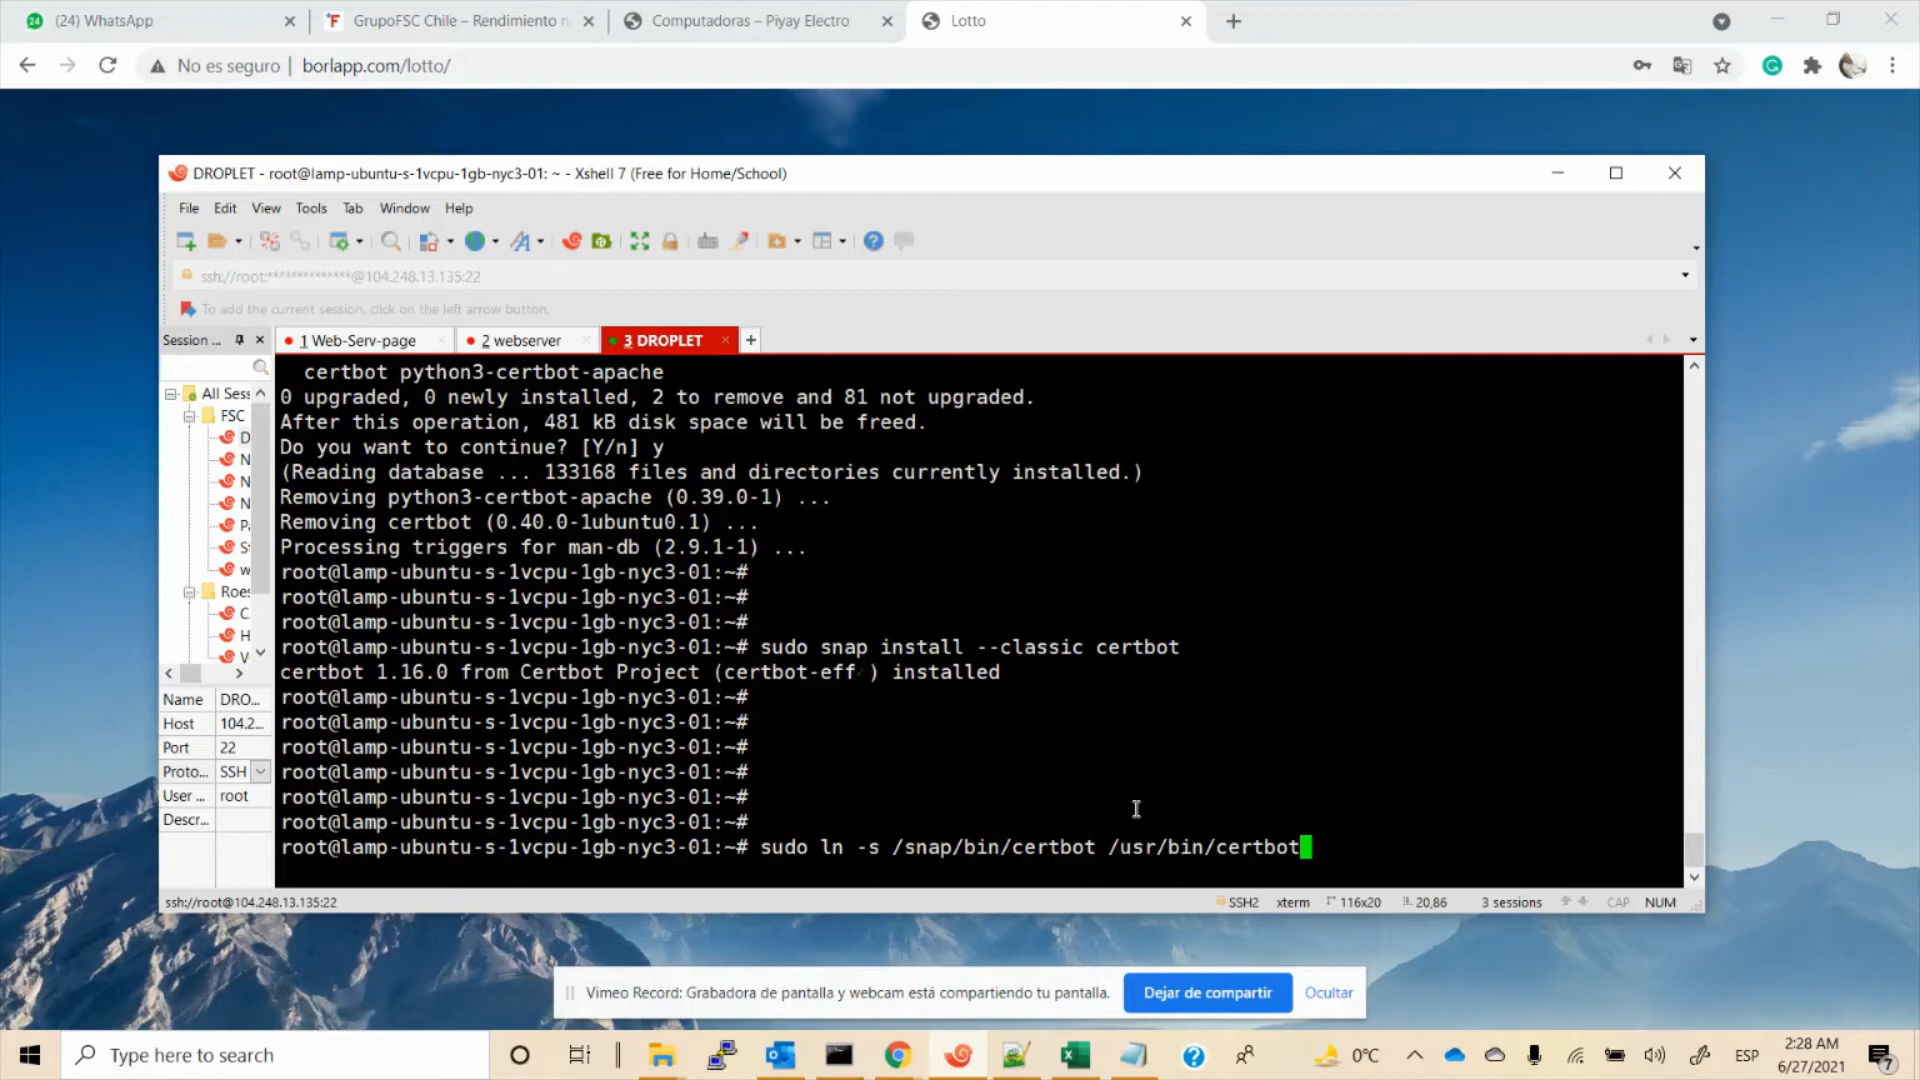 (24) WhatsApp
GrupoFSC Chile – Rendimiento n
Computadoras – Piyay Electro
Lotto
No es seguro
borlapp.com/lotto/
DROPLET - root@lamp-ubuntu-s-1vcpu-1gb-nyc3-01: ~ - Xshell 7 (Free for Home/School)
File Edit View Tools Tab Window Help
ssh://root:**************@104.248.13.135:22
To add the current session, click on the left arrow button.
Session ...
1 Web-Serv-page
2 webserver
3 DROPLET
All Sess
FSC
D
N
N
N
Pa
St
w
Roes
C
H
V
Name DRO...
Host 104.2...
Port 22
Proto... SSH
User ... root
Descr...
certbot python3-certbot-apache
0 upgraded, 0 newly installed, 2 to remove and 81 not upgraded.
After this operation, 481 kB disk space will be freed.
Do you want to continue? [Y/n] y
(Reading database ... 133168 files and directories currently installed.)
Removing python3-certbot-apache (0.39.0-1) ...
Removing certbot (0.40.0-1ubuntu0.1) ...
Processing triggers for man-db (2.9.1-1) ...
root@lamp-ubuntu-s-1vcpu-1gb-nyc3-01:~#
root@lamp-ubuntu-s-1vcpu-1gb-nyc3-01:~#
root@lamp-ubuntu-s-1vcpu-1gb-nyc3-01:~#
root@lamp-ubuntu-s-1vcpu-1gb-nyc3-01:~# sudo snap install --classic certbot
certbot 1.16.0 from Certbot Project (certbot-eff✓) installed
root@lamp-ubuntu-s-1vcpu-1gb-nyc3-01:~#
root@lamp-ubuntu-s-1vcpu-1gb-nyc3-01:~#
root@lamp-ubuntu-s-1vcpu-1gb-nyc3-01:~#
root@lamp-ubuntu-s-1vcpu-1gb-nyc3-01:~#
root@lamp-ubuntu-s-1vcpu-1gb-nyc3-01:~#
root@lamp-ubuntu-s-1vcpu-1gb-nyc3-01:~#
root@lamp-ubuntu-s-1vcpu-1gb-nyc3-01:~# sudo ln -s /snap/bin/certbot /usr/bin/certbot
ssh://root@104.248.13.135:22
SSH2 xterm 116x20 20,86 3 sessions CAP NUM
Vimeo Record: Grabadora de pantalla y webcam está compartiendo tu pantalla.
Dejar de compartir
Ocultar
Type here to search
0°C
ESP
2:28 AM
6/27/2021
7